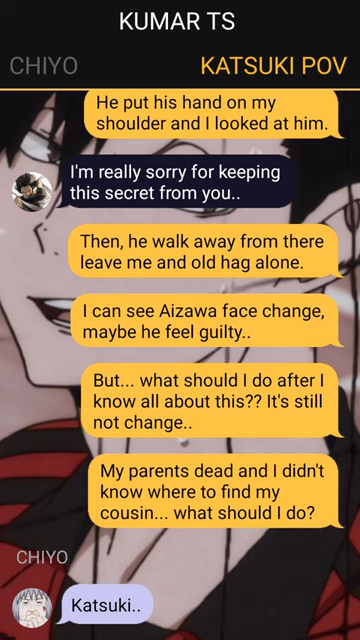 KUMAR TS
CHIYO
KATSUKI POV
He put his hand on my
shoulder and I looked at him.
I'm really sorry for keeping
this secret from you..
Then, he walk away from there
leave me and old hag alone.
I can see Aizawa face change,
maybe he feel guilty..
But... what should I do after I
know all about this?? It's still
not change..
My parents dead and I didn't
know where to find my
cousin... what should I do?
CHIYO
Katsuki..